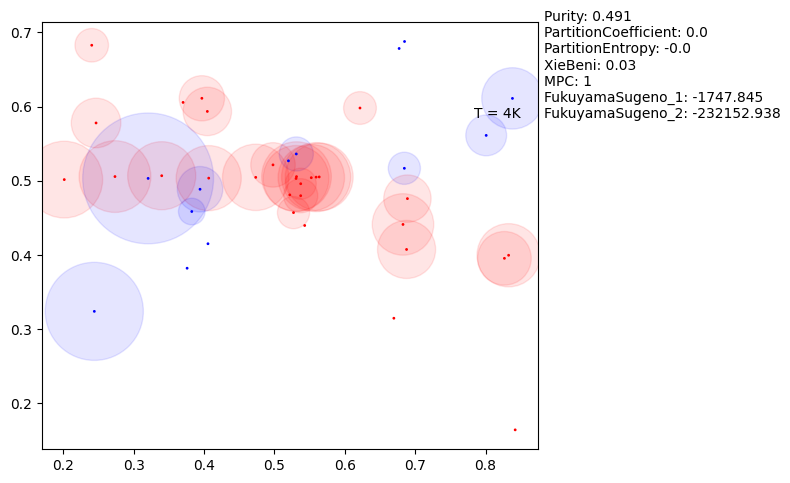 Purity: 0.491
PartitionCoefficient: 0.0
PartitionEntropy: -0.0
XieBeni: 0.03
MPC: 1
FukuyamaSugeno_1: -1747.845
FukuyamaSugeno_2: -232152.938
T = 4K
0.7
0.6
0.5
0.4
0.3
0.2
0.2 0.3 0.4 0.5 0.6 0.7 0.8